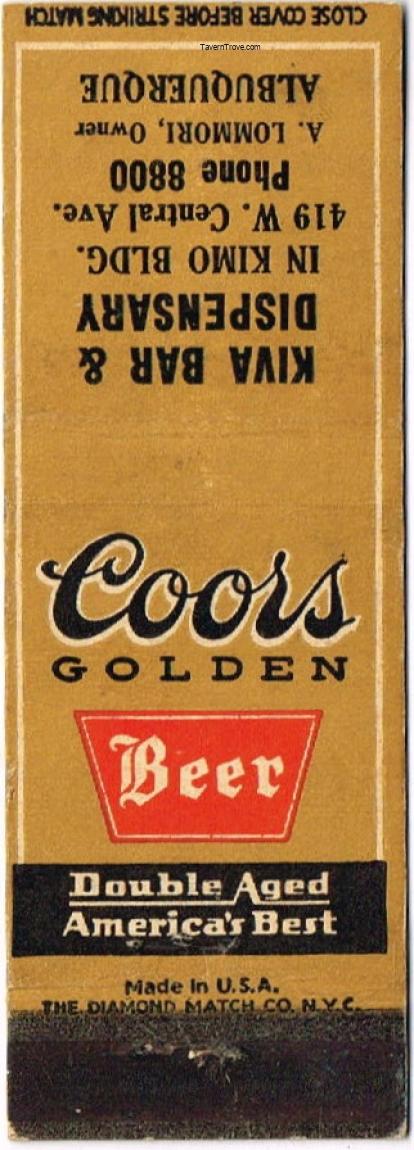 CLOSE COVER BEFORE STRIKING MATCH
TavernTrove.com
KIVA BAR &
DISPENSARY
IN KIMO BLDG.
419 W. Central Ave.
Phone 8800
A. LOMMORI, Owner
ALBUQUERQUE
Coors
GOLDEN
Beer
Double Aged
America's Best
Made In U.S.A.
THE DIAMOND MATCH CO. N.Y.C.